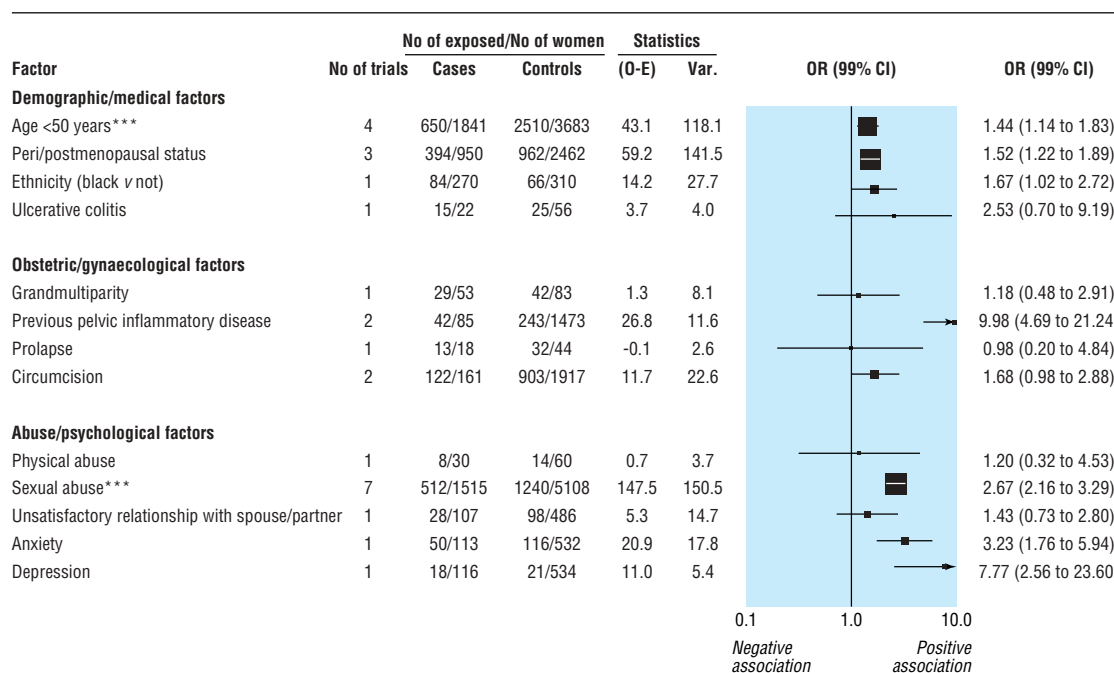 No of exposed/No of women Statistics
Factor No of trials Cases Controls (O-E) Var. OR (99% CI) OR (99% CI)
Demographic/medical factors
Age <50 years*** 4 650/1841 2510/3683 43.1 118.1 1.44 (1.14 to 1.83)
Peri/postmenopausal status 3 394/950 962/2462 59.2 141.5 1.52 (1.22 to 1.89)
Ethnicity (black v not) 1 84/270 66/310 14.2 27.7 1.67 (1.02 to 2.72)
Ulcerative colitis 1 15/22 25/56 3.7 4.0 2.53 (0.70 to 9.19)
Obstetric/gynaecological factors
Grandmultiparity 1 29/53 42/83 1.3 8.1 1.18 (0.48 to 2.91)
Previous pelvic inflammatory disease 2 42/85 243/1473 26.8 11.6 9.98 (4.69 to 21.24
Prolapse 1 13/18 32/44 -0.1 2.6 0.98 (0.20 to 4.84)
Circumcision 2 122/161 903/1917 11.7 22.6 1.68 (0.98 to 2.88)
Abuse/psychological factors
Physical abuse 1 8/30 14/60 0.7 3.7 1.20 (0.32 to 4.53)
Sexual abuse*** 7 512/1515 1240/5108 147.5 150.5 2.67 (2.16 to 3.29)
Unsatisfactory relationship with spouse/partner 1 28/107 98/486 5.3 14.7 1.43 (0.73 to 2.80)
Anxiety 1 50/113 116/532 20.9 17.8 3.23 (1.76 to 5.94)
Depression 1 18/116 21/534 11.0 5.4 7.77 (2.56 to 23.60
0.1 1.0 10.0
Negative Positive
association association